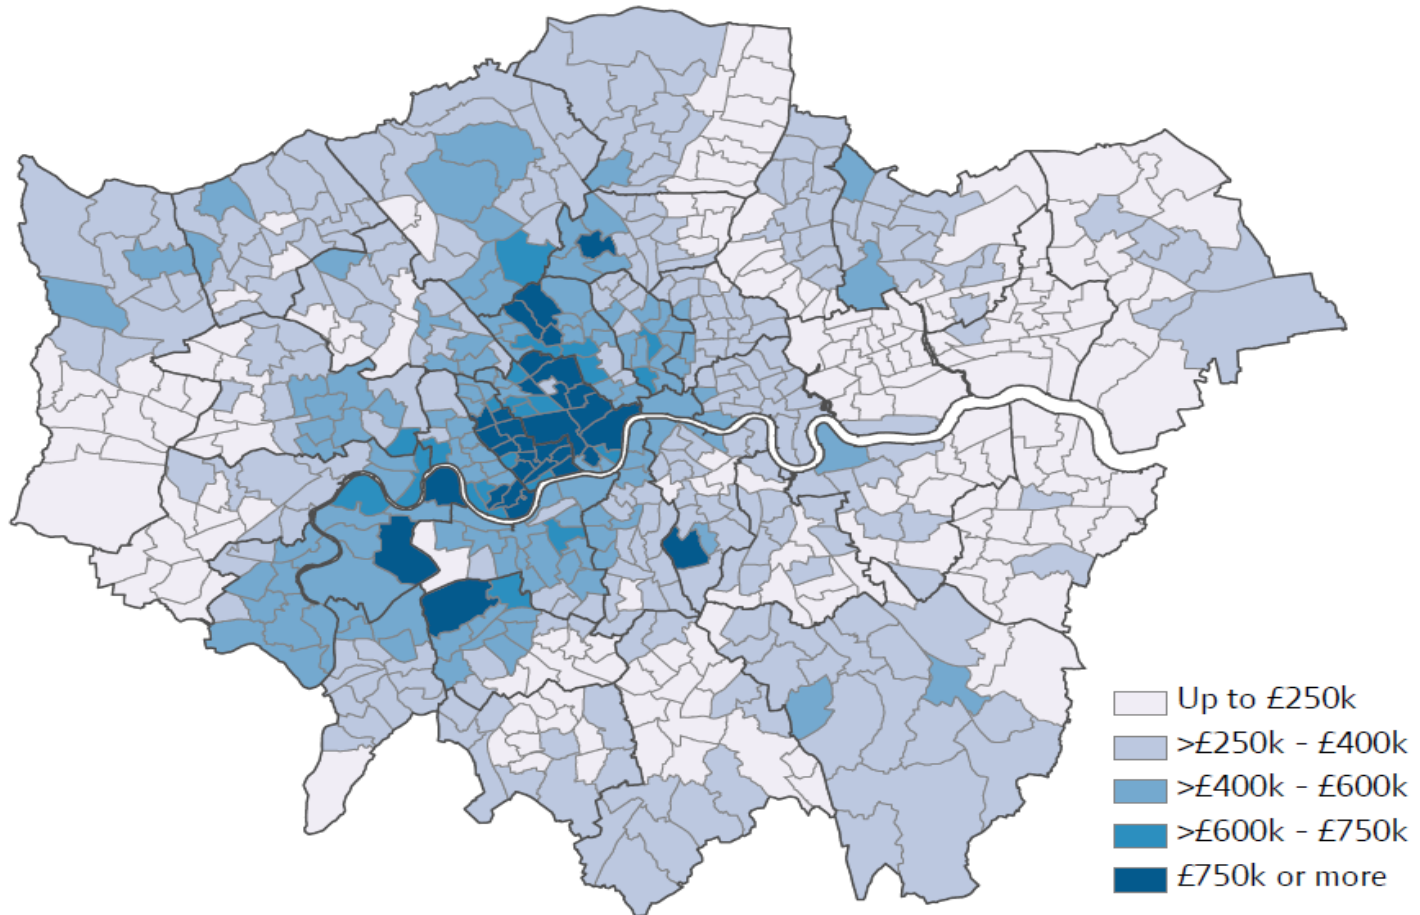 Up to £250k
>£250k - £400k
>£400k - £600k
>£600k - £750k
£750k or more